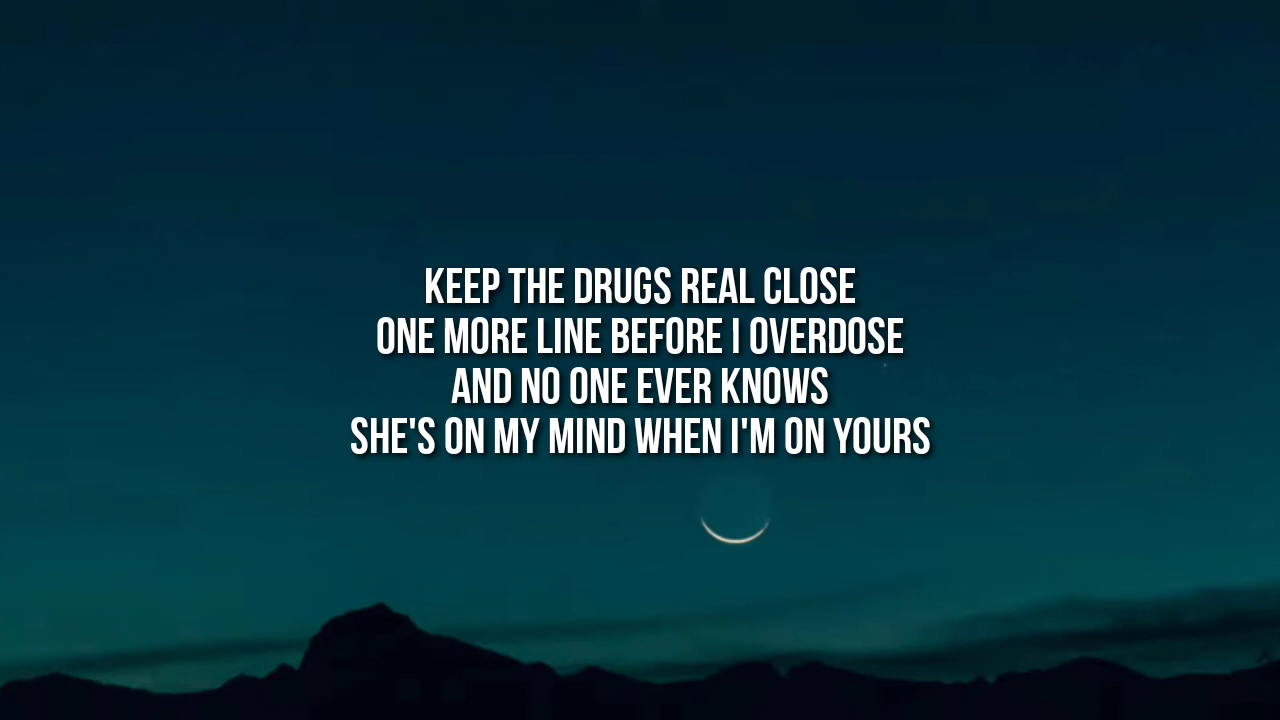 KEEP THE DRUGS REAL CLOSE
ONE MORE LINE BEFORE I OVERDOSE
AND NO ONE EVER KNOWS
SHE'S ON MY MIND WHEN I'M ON YOURS